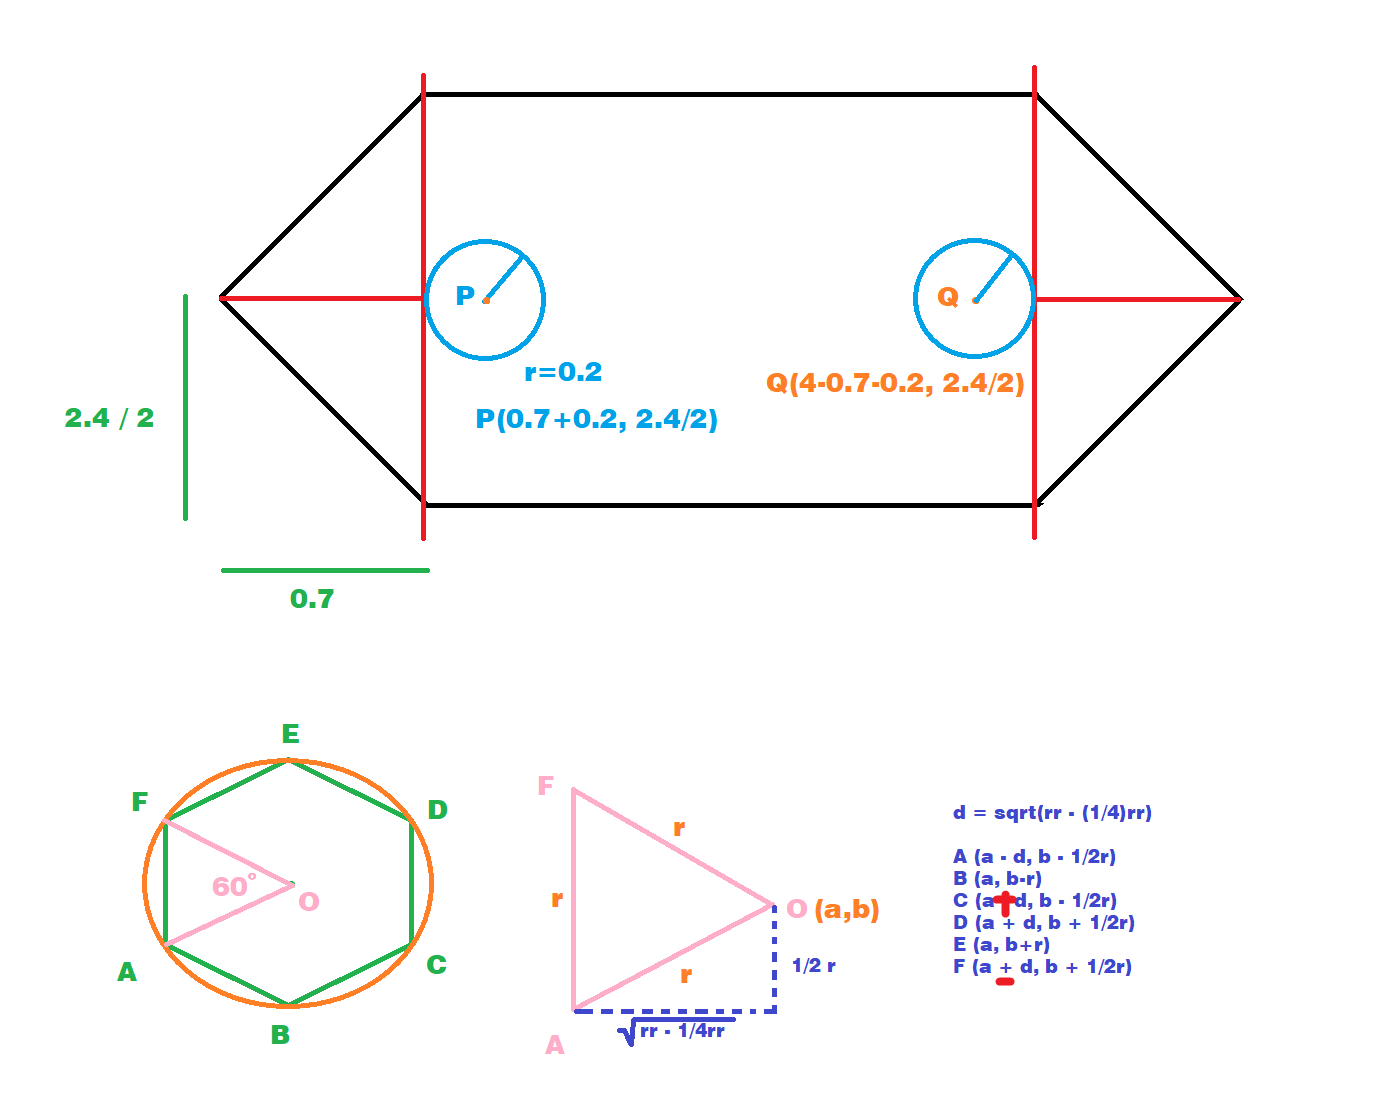 P
Q
r=0.2
Q(4-0.7-0.2, 2.4/2)
P(0.7+0.2, 2.4/2)
2.4 / 2
0.7
E
F
D
60°
O
A
C
B
F
r
r
O (a,b)
r
1/2 r
√rr - 1/4rr
A
d = sqrt(rr - (1/4)rr)
A (a - d, b - 1/2r)
B (a, b-r)
C (a + d, b - 1/2r)
D (a + d, b + 1/2r)
E (a, b+r)
F (a + d, b + 1/2r)
-